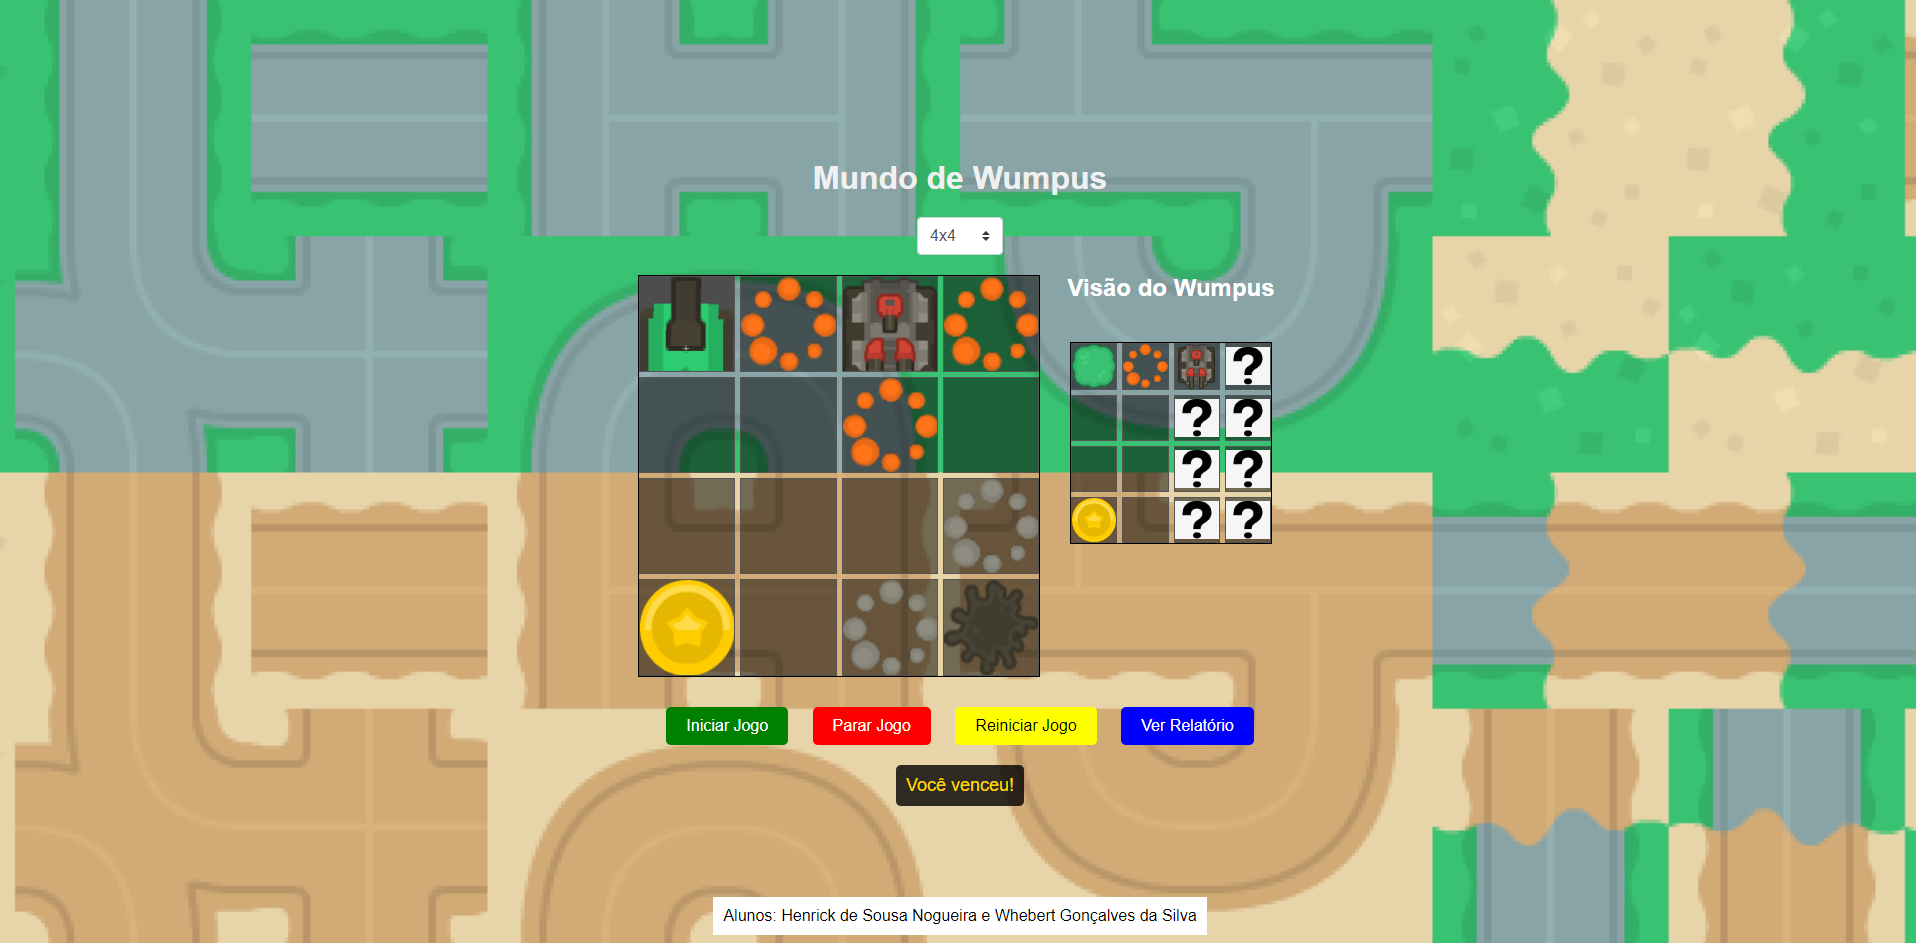 Mundo de Wumpus
4x4
Visão do Wumpus
? 
? ?
? ?
? ?
Iniciar Jogo Parar Jogo Reiniciar Jogo Ver Relatório
Você venceu!
Alunos: Henrick de Sousa Nogueira e Whebert Gonçalves da Silva